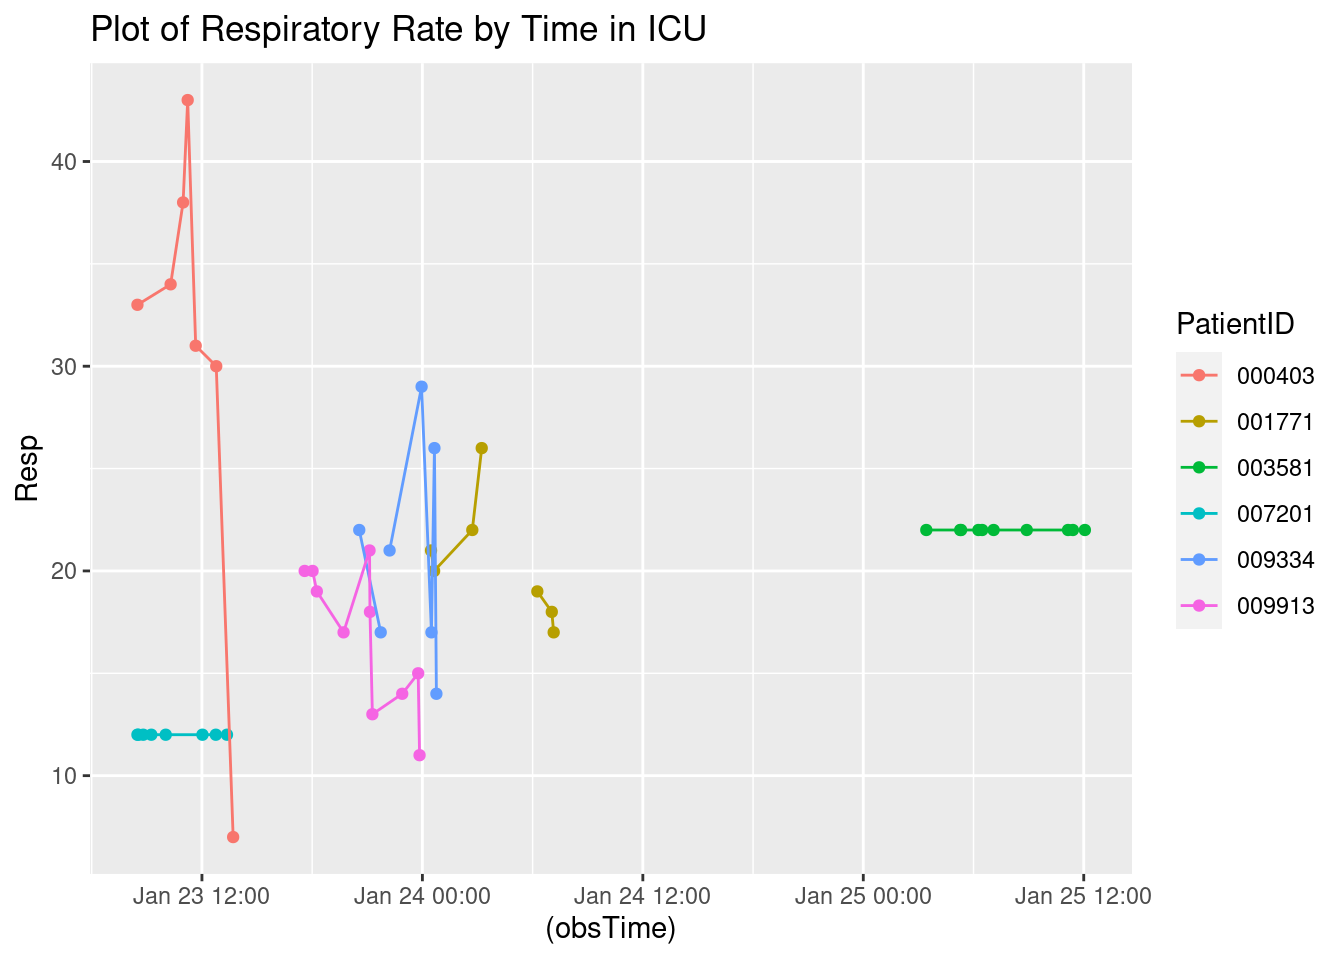 Plot of Respiratory Rate by Time in ICU
40
30
20
10
Resp
Jan 23 12:00
Jan 24 00:00
Jan 24 12:00
Jan 25 00:00
Jan 25 12:00
(obsTime)
PatientID
000403
001771
003581
007201
009334
009913